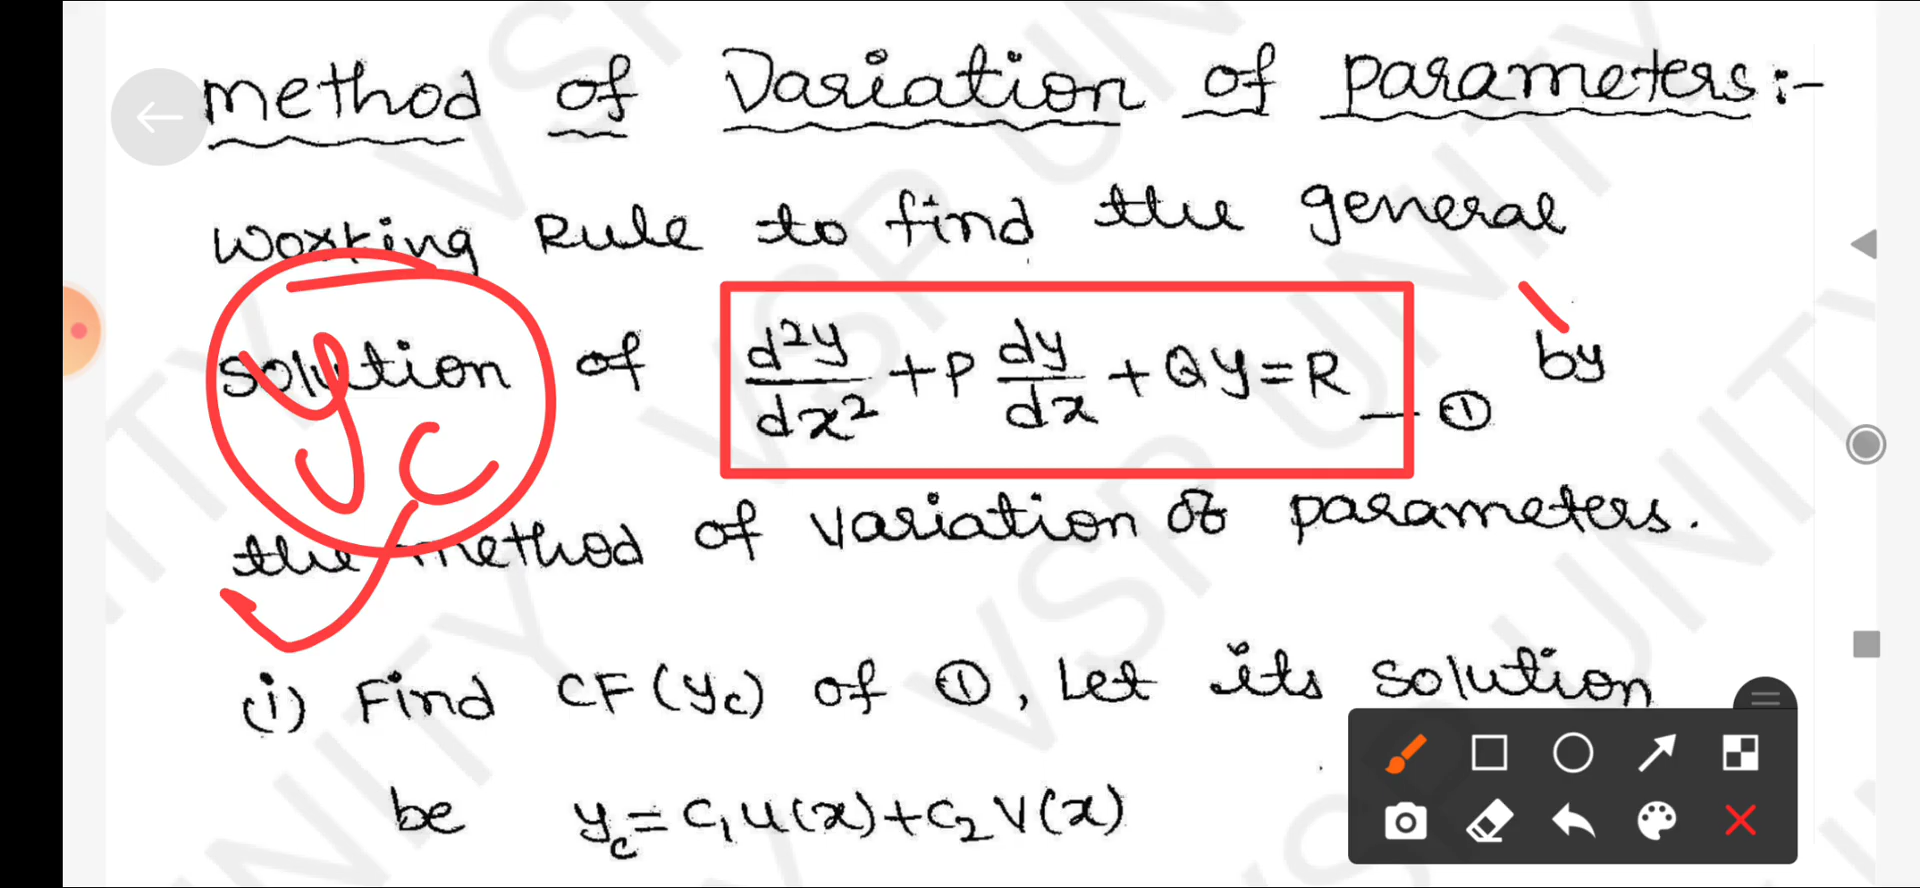 method of Variation of parameters:-
working Rule to find the general
solution of d²y/dx² + P dy/dx + Qy = R — ① by
yc
the method of variation of parameters.
(i) Find CF (yc) of ①, Let its solution
be yc = c₁u(x) + c₂v(x)
VSP UNITY